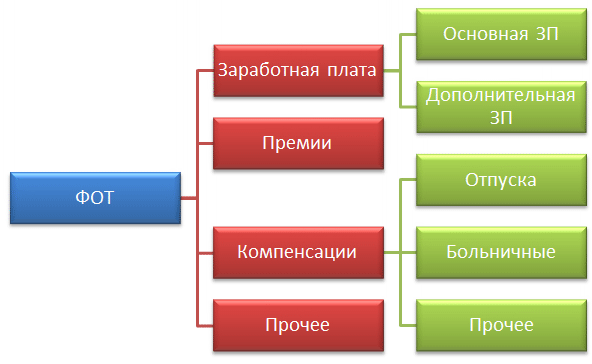 ФОТ
Заработная плата
Основная ЗП
Дополнительная
ЗП
Премии
Компенсации
Отпуска
Больничные
Прочее
Прочее